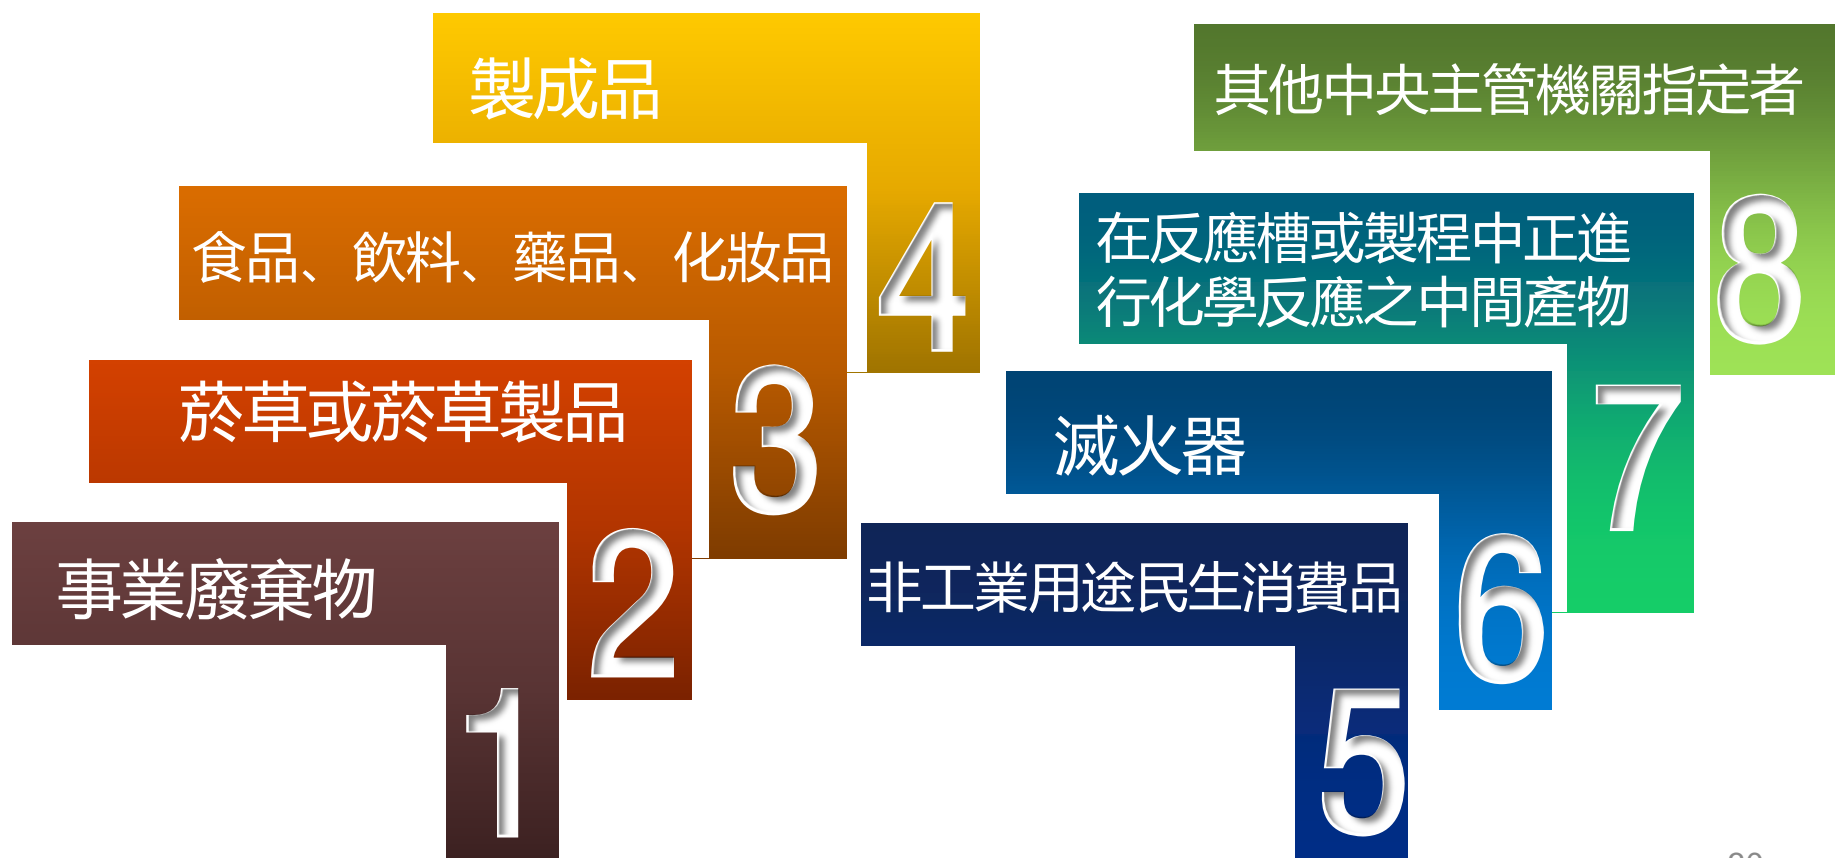 事業廢棄物
1
菸草或菸草製品
2
食品、飲料、藥品、化妝品
3
製成品
4
非工業用途民生消費品
5
滅火器
6
在反應槽或製程中正進
行化學反應之中間產物
7
其他中央主管機關指定者
8